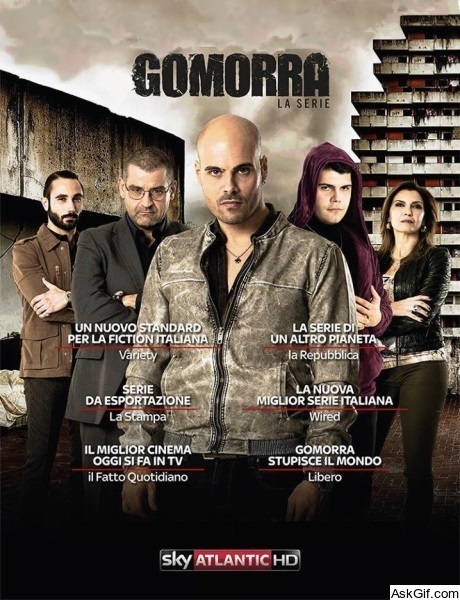 GOMORRA
LA SERIE
UN NUOVO STANDARD
PER LA FICTION ITALIANA
Variety
LA SERIE DI
UN ALTRO PIANETA
la Repubblica
SERIE
DA ESPORTAZIONE
La Stampa
LA NUOVA
MIGLIOR SERIE ITALIANA
Wired
IL MIGLIOR CINEMA
OGGI SI FA IN TV
il Fatto Quotidiano
GOMORRA
STUPISCE IL MONDO
Libero
sky ATLANTIC HD
AskGif.com